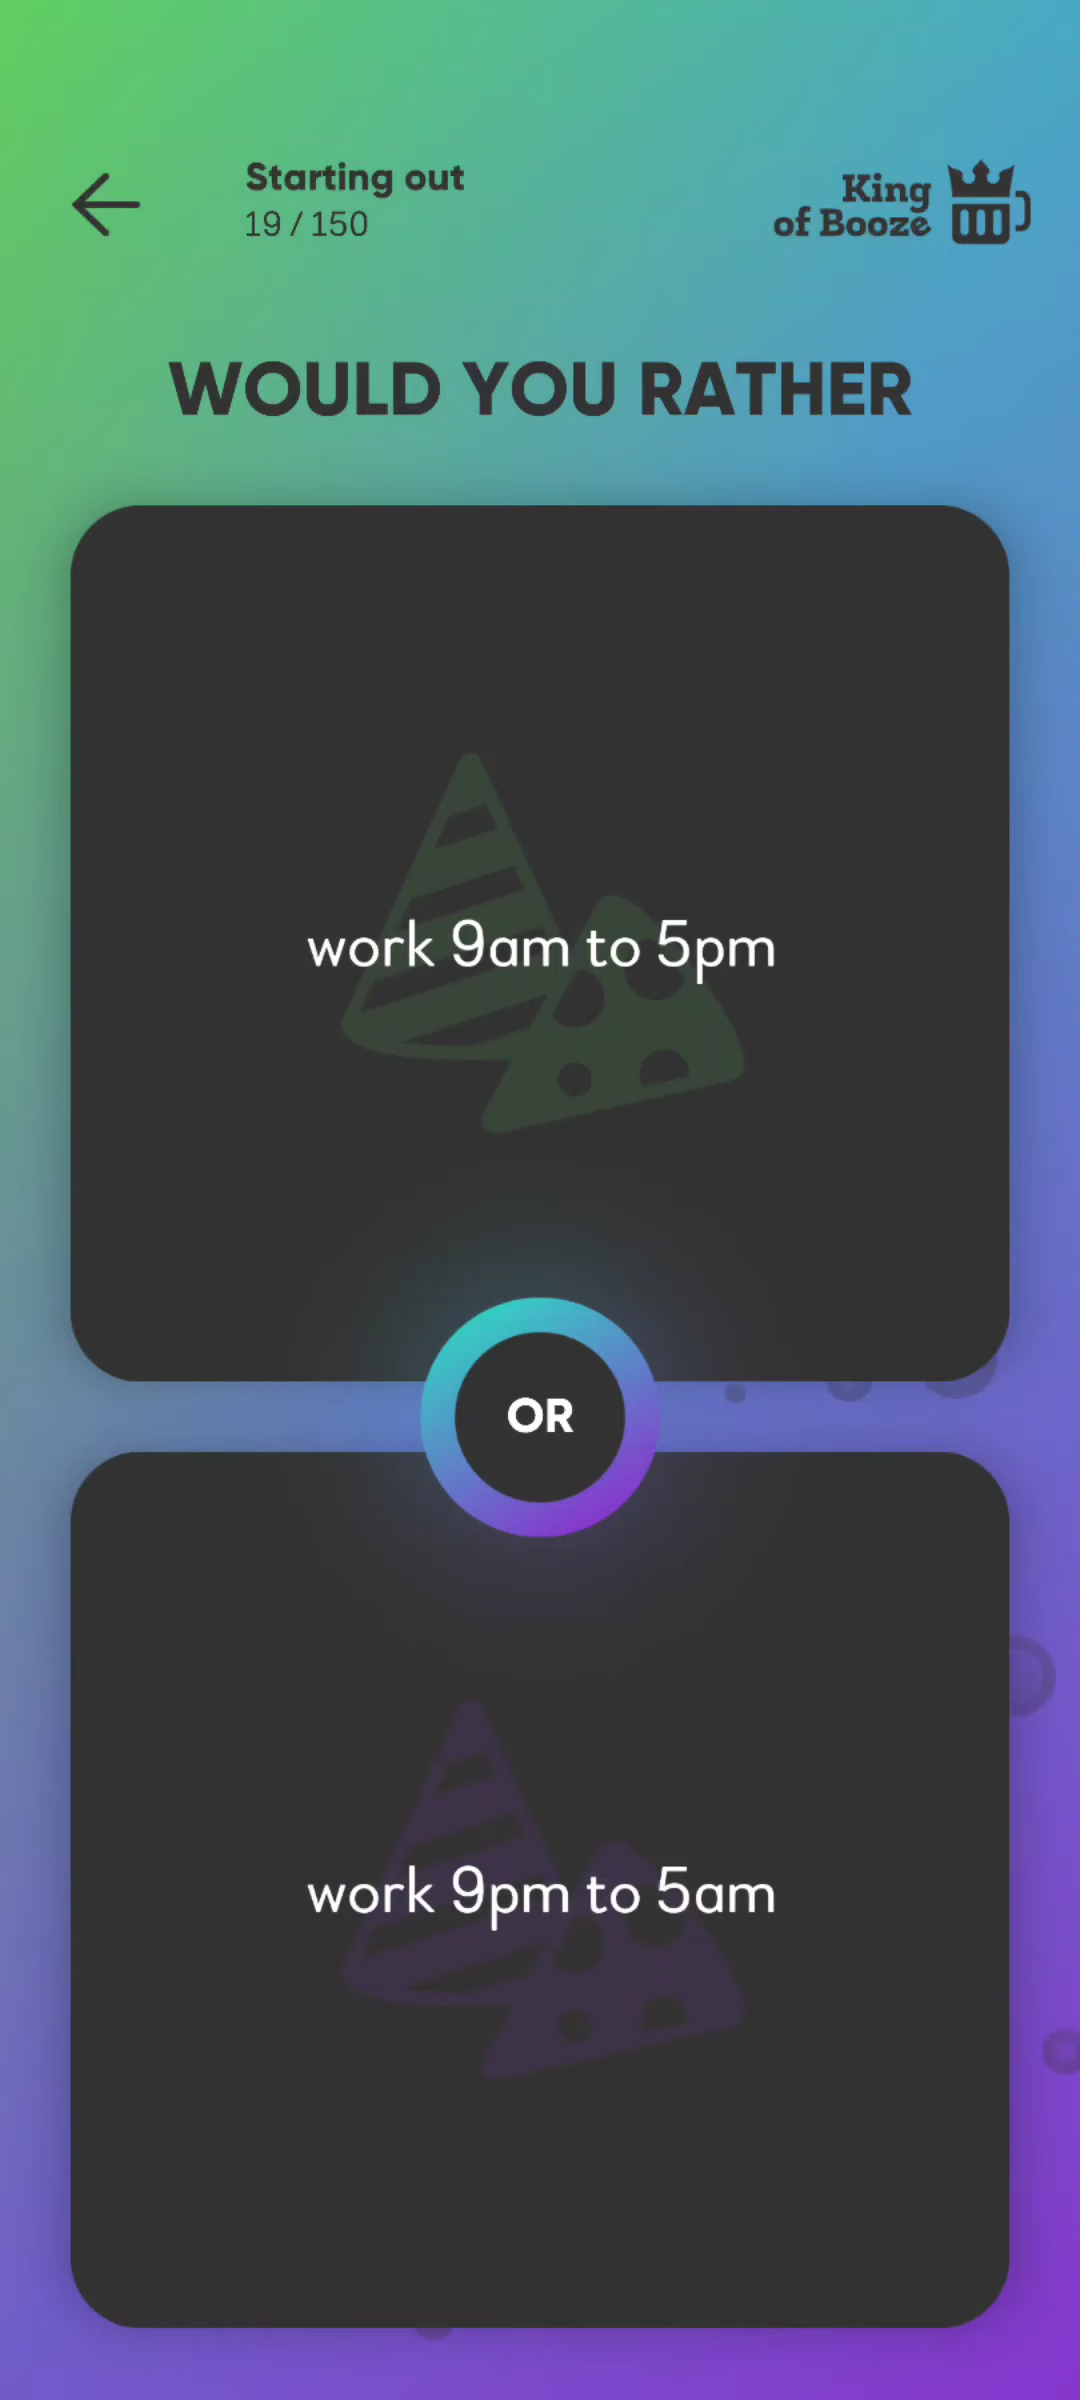 Starting out
19 / 150
King
of Booze
WOULD YOU RATHER
work 9am to 5pm
OR
work 9pm to 5am